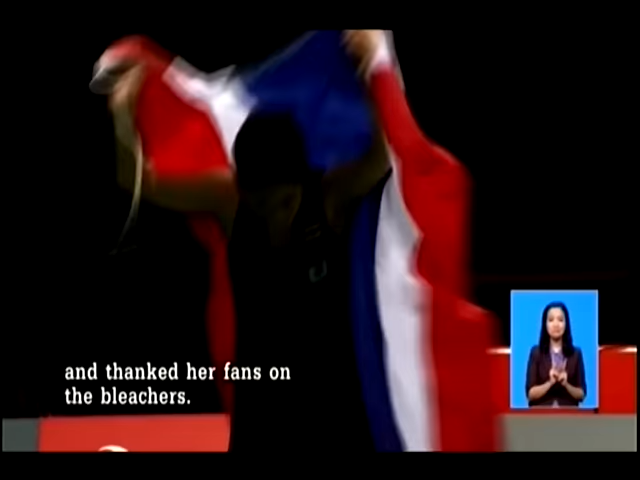 and thanked her fans on
the bleachers.